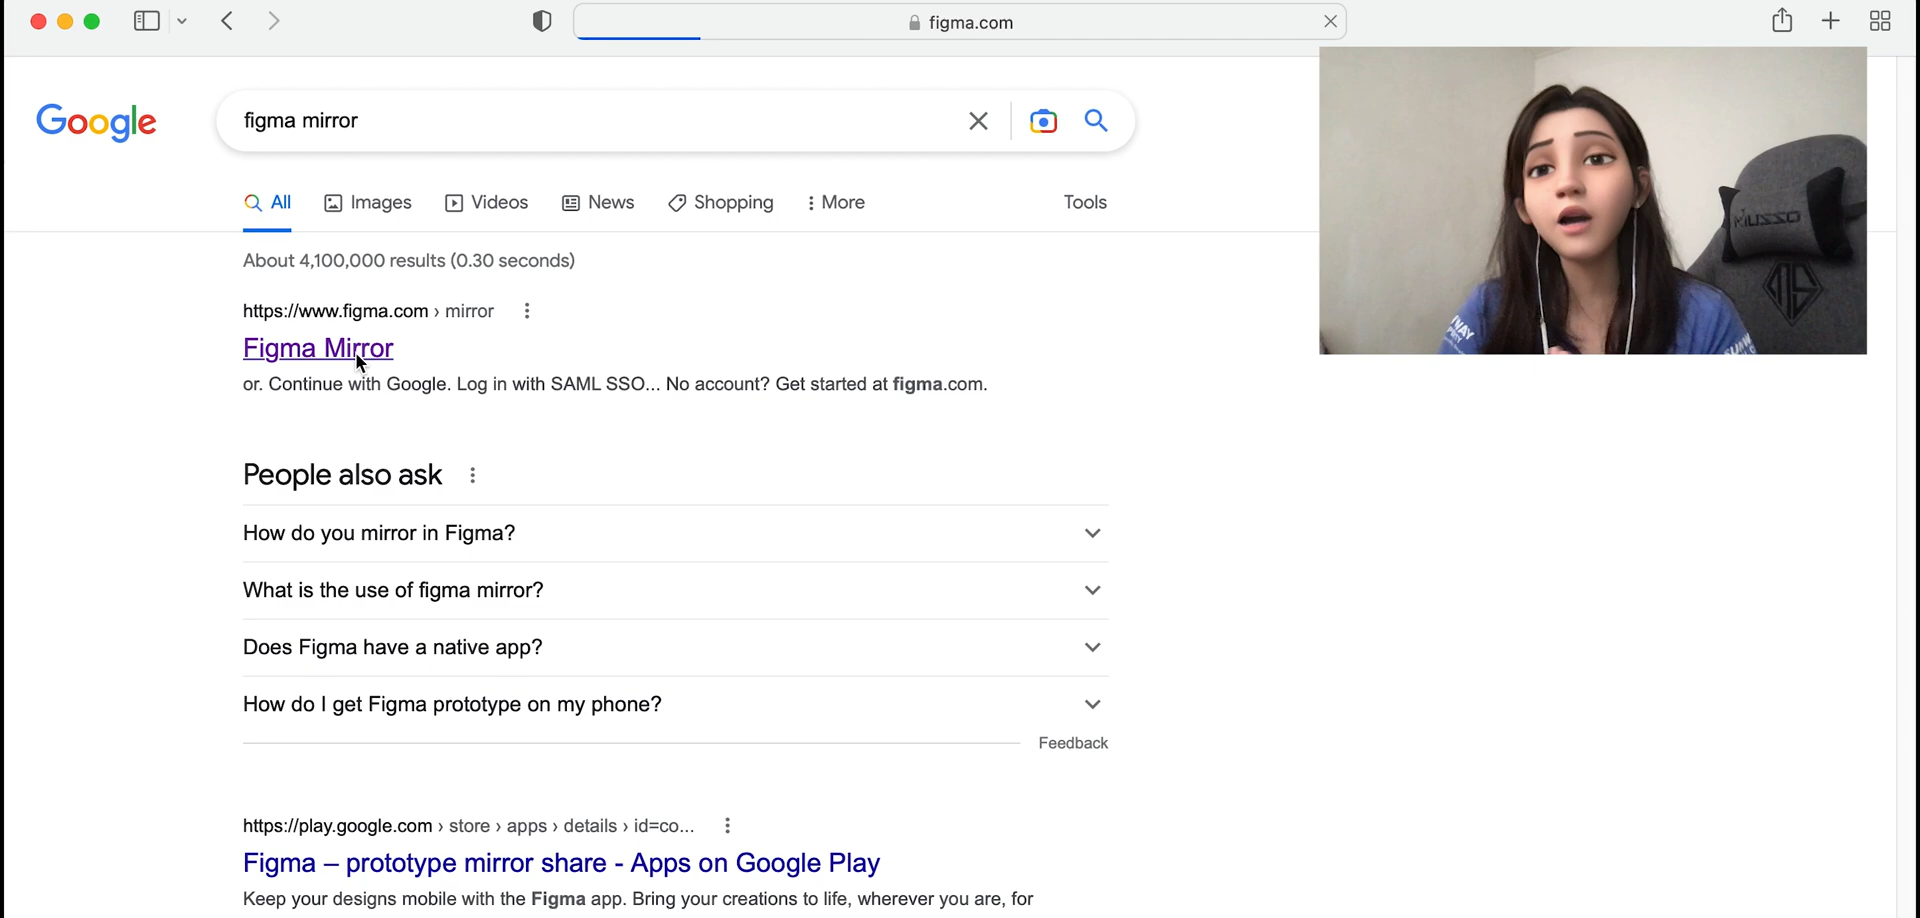 figma.com
Google
figma mirror
All Images Videos News Shopping More Tools
About 4,100,000 results (0.30 seconds)
https://www.figma.com › mirror
Figma Mirror
or. Continue with Google. Log in with SAML SSO... No account? Get started at figma.com.
People also ask
How do you mirror in Figma?
What is the use of figma mirror?
Does Figma have a native app?
How do I get Figma prototype on my phone?
Feedback
https://play.google.com › store › apps › details › id=co...
Figma – prototype mirror share - Apps on Google Play
Keep your designs mobile with the Figma app. Bring your creations to life, wherever you are, for
MUSSO